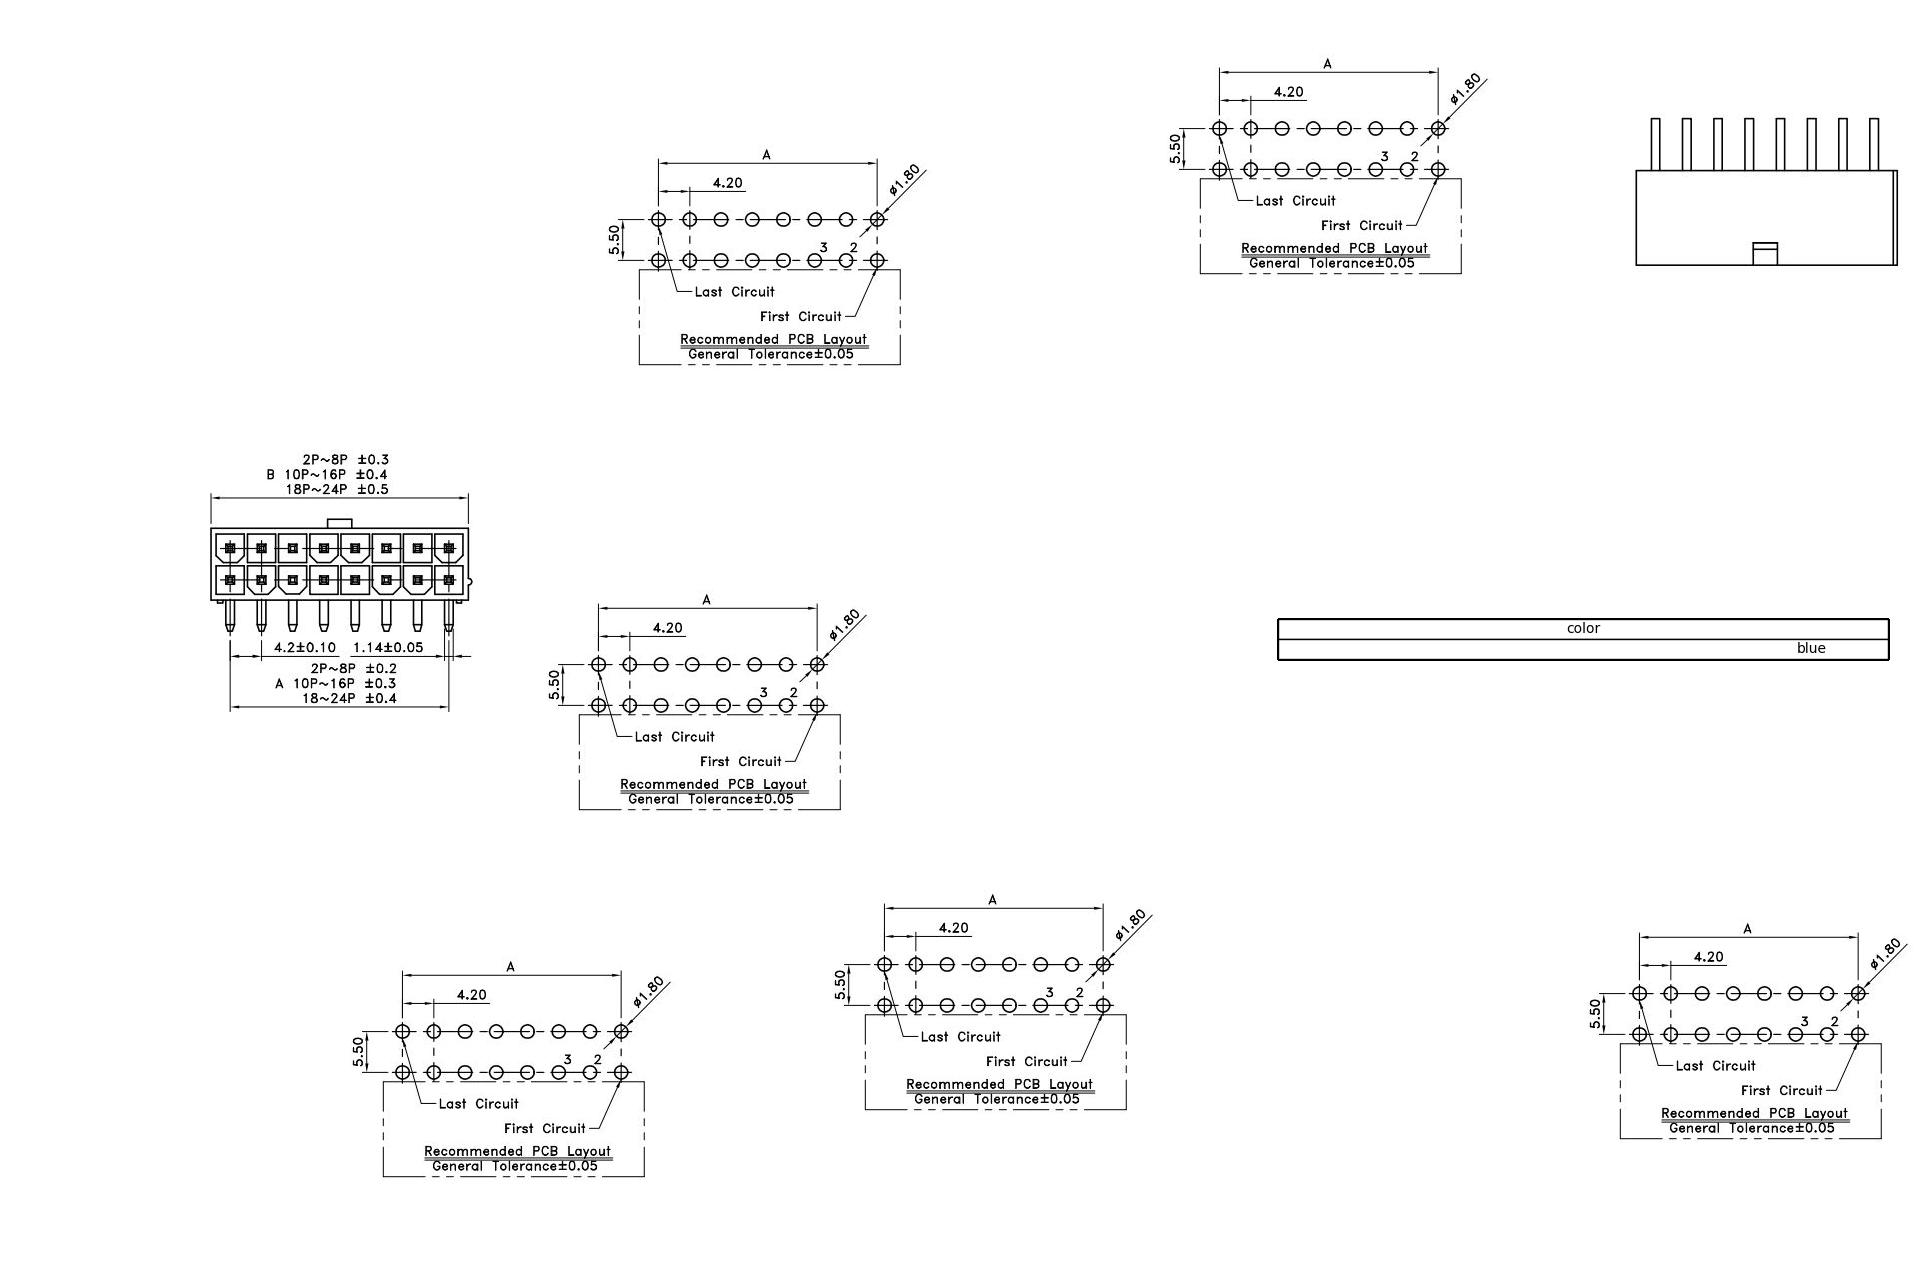 A
4.20
ø1.80
5.50
3 2
Last Circuit
First Circuit
Recommended PCB Layout
General Tolerance±0.05
A
4.20
ø1.80
5.50
3 2
Last Circuit
First Circuit
Recommended PCB Layout
General Tolerance±0.05
2P~8P ±0.3
B 10P~16P ±0.4
18P~24P ±0.5
4.2±0.10 1.14±0.05
2P~8P ±0.2
A 10P~16P ±0.3
18~24P ±0.4
A
4.20
ø1.80
5.50
3 2
Last Circuit
First Circuit
Recommended PCB Layout
General Tolerance±0.05
color
blue
A
4.20
ø1.80
5.50
3 2
Last Circuit
First Circuit
Recommended PCB Layout
General Tolerance±0.05
A
4.20
ø1.80
5.50
3 2
Last Circuit
First Circuit
Recommended PCB Layout
General Tolerance±0.05
A
4.20
ø1.80
5.50
3 2
Last Circuit
First Circuit
Recommended PCB Layout
General Tolerance±0.05